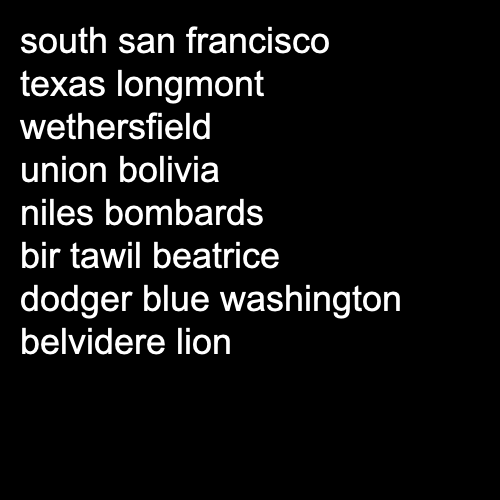 south san francisco
texas longmont
wethersfield
union bolivia
niles bombards
bir tawil beatrice
dodger blue washington
belvidere lion